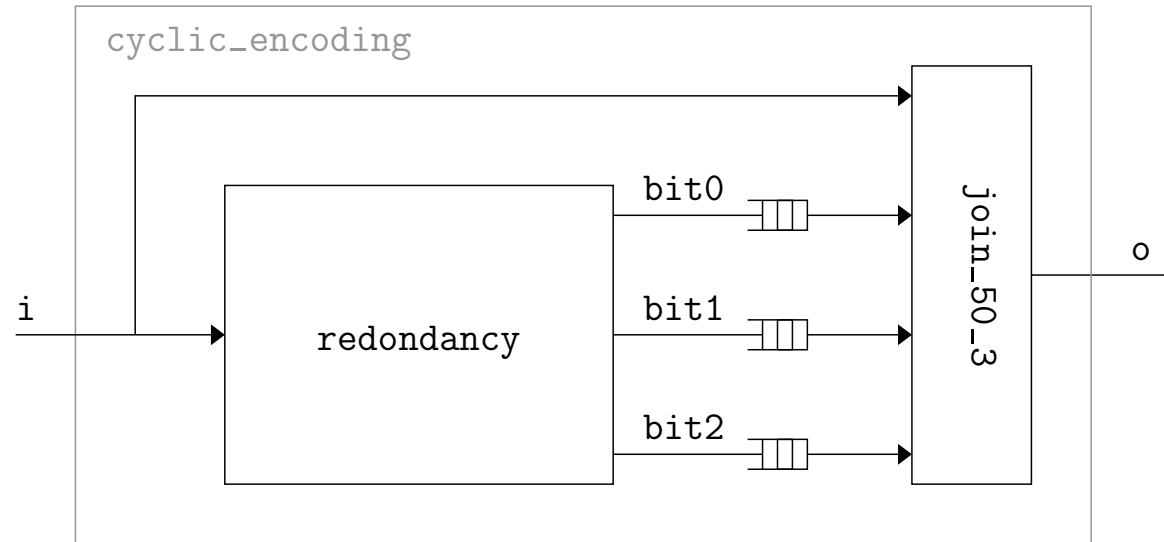 cyclic_encoding
bit0
join_50_3
o
i
bit1
redondancy
bit2